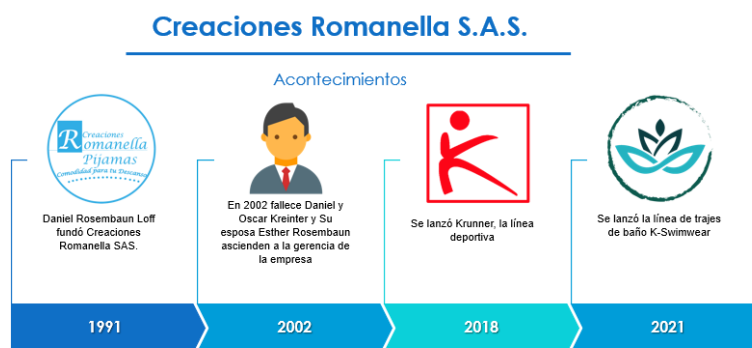 Creaciones Romanella S.A.S.
Acontecimientos
Creaciones
Romanella
Pijamas
Comodidad para tu Descanso
Daniel Rosembaun Loff
fundó Creaciones
Romanella SAS.
En 2002 fallece Daniel y
Oscar Kreinter y Su
esposa Esther Rosembaun
ascienden a la gerencia de
la empresa
Se lanzó Krunner, la línea
deportiva
Se lanzó la línea de trajes
de baño K-Swimwear
1991
2002
2018
2021